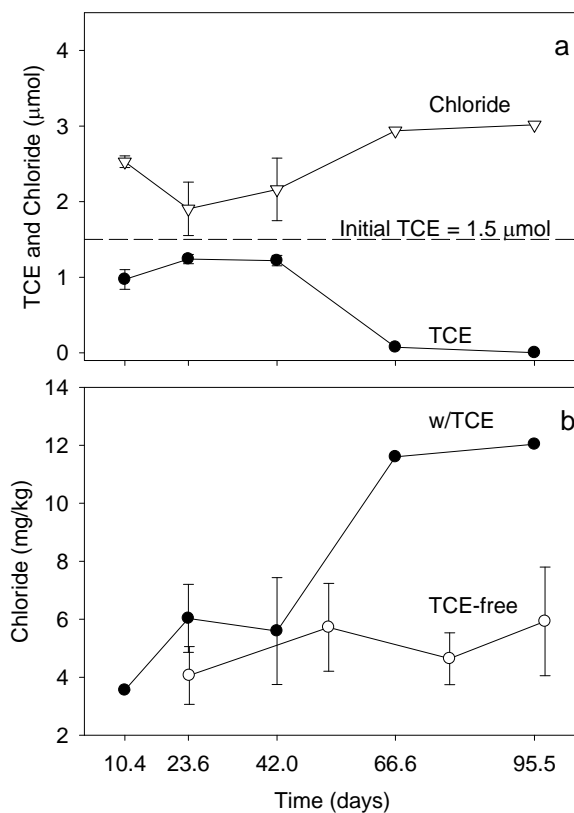 a
4
3
2
1
0
TCE and Chloride (μmol)
Chloride
Initial TCE = 1.5 μmol
TCE
b
14
12
10
8
6
4
2
Chloride (mg/kg)
w/TCE
TCE-free
10.4 23.6 42.0 66.6 95.5
Time (days)